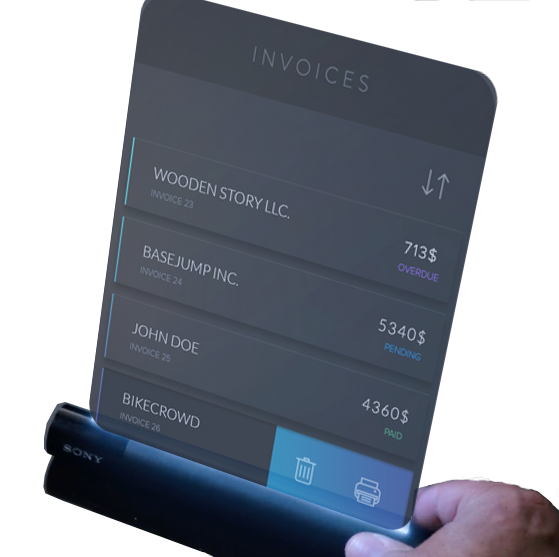 INVOICES
WOODEN STORY LLC.
INVOICE 23
713$
OVERDUE
BASEJUMP INC.
INVOICE 24
5340$
PENDING
JOHN DOE
INVOICE 25
4360$
PAID
BIKECROWD
INVOICE 26
SONY